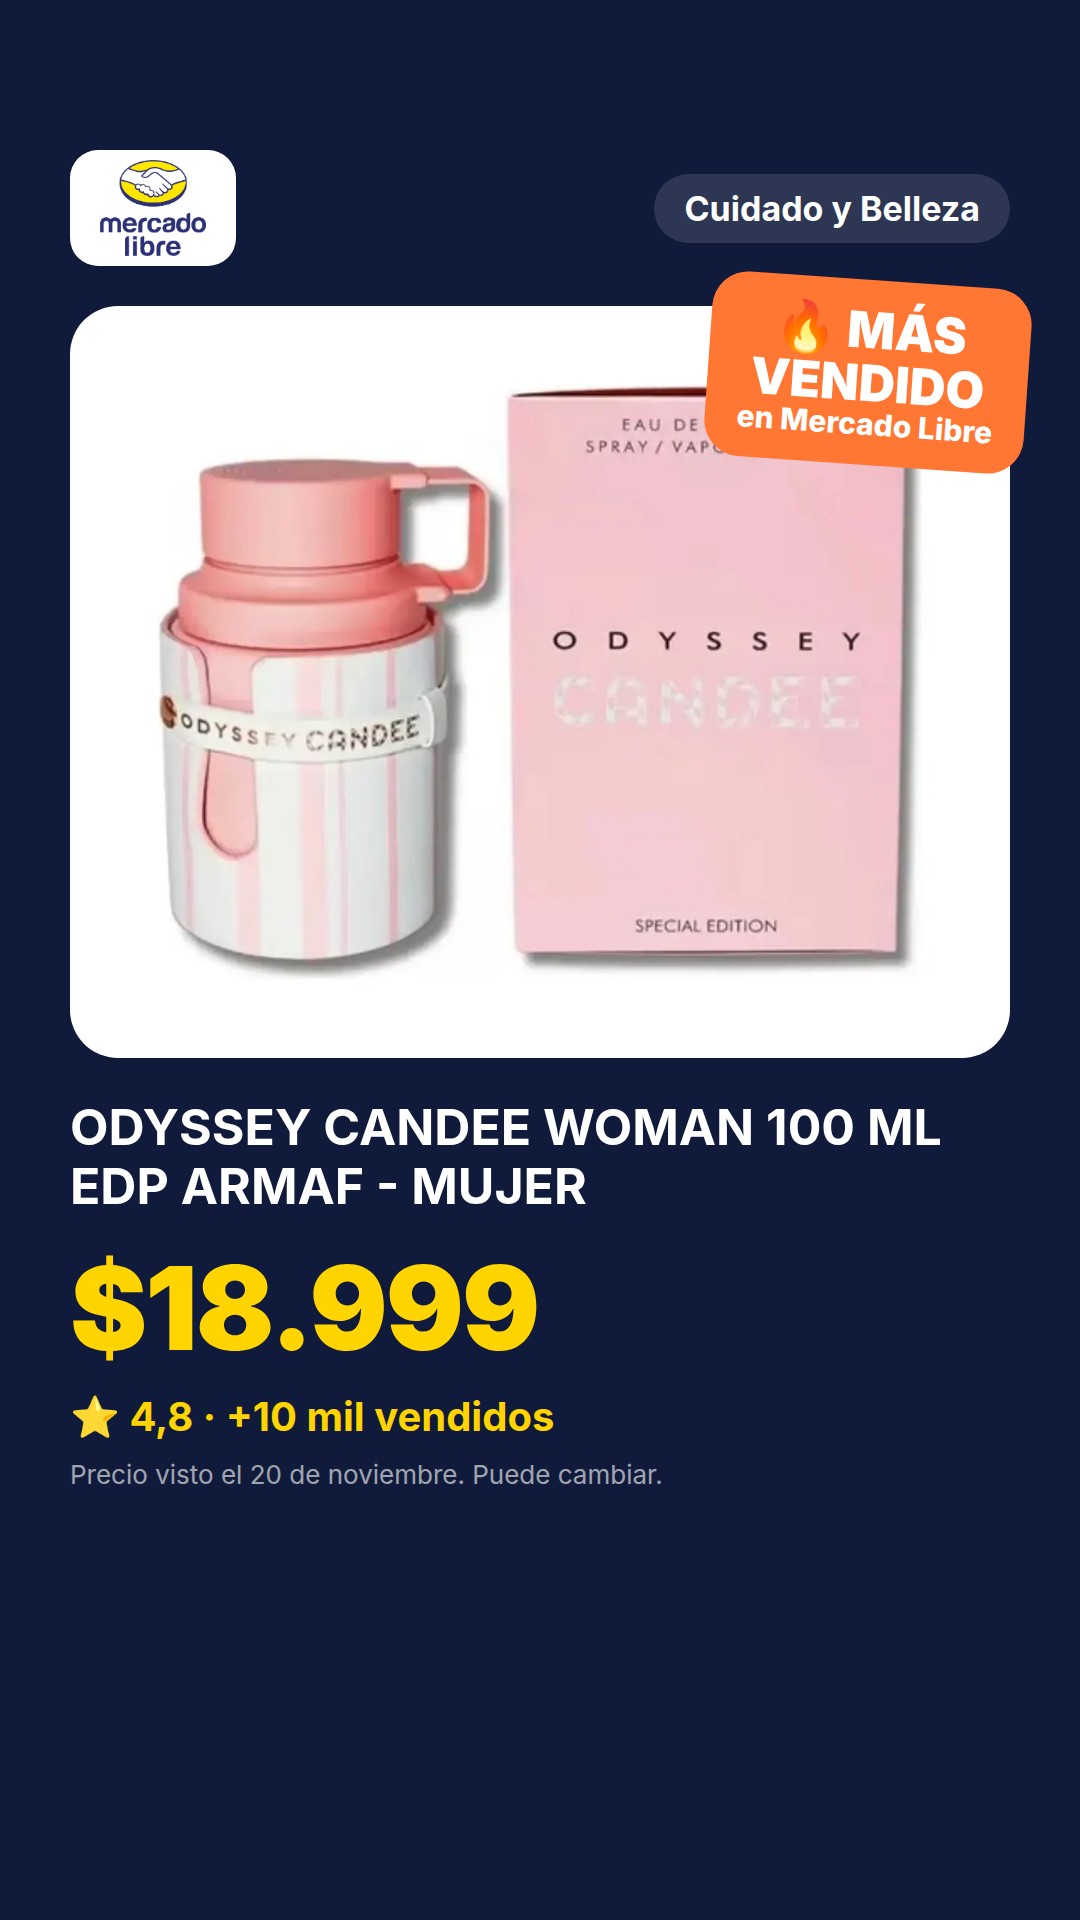 mercado
libre
Cuidado y Belleza
🔥 MÁS
VENDIDO
en Mercado Libre
EAU DE
SPRAY / VAPO
ODYSSEY
CANDEE
ODYSSEY CANDEE
SPECIAL EDITION
ODYSSEY CANDEE WOMAN 100 ML
EDP ARMAF - MUJER
$18.999
⭐ 4,8 · +10 mil vendidos
Precio visto el 20 de noviembre. Puede cambiar.